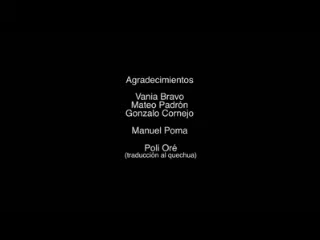 Agradecimientos
Vania Bravo
Mateo Padrón
Gonzalo Cornejo
Manuel Poma
Poli Oré
(traducción al quechua)